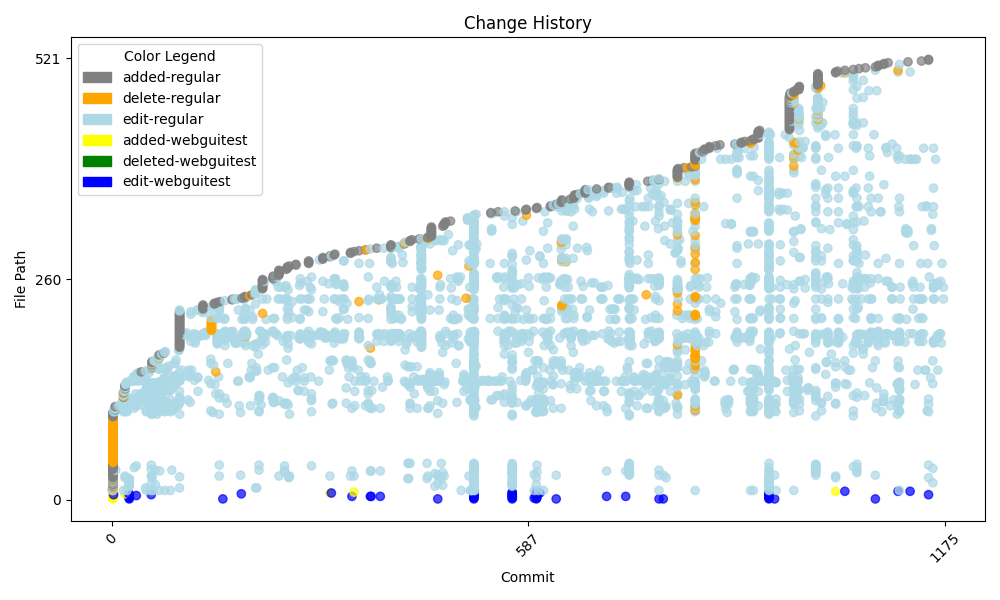 Change History
521
260
0
File Path
Color Legend
added-regular
delete-regular
edit-regular
added-webguitest
deleted-webguitest
edit-webguitest
0
587
1175
Commit